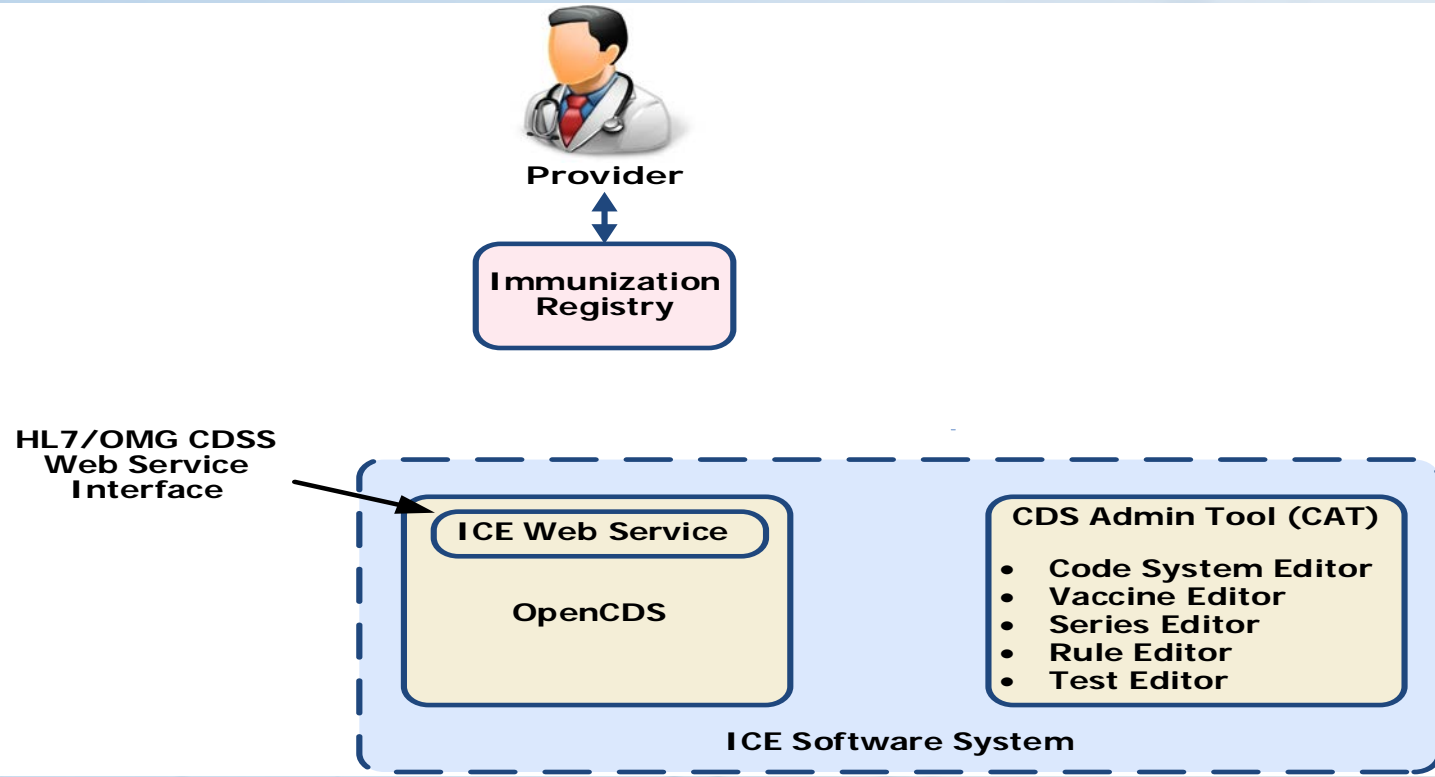 Provider
Immunization
Registry
HL7/OMG CDSS
Web Service
Interface
ICE Web Service
OpenCDS
CDS Admin Tool (CAT)
• Code System Editor
• Vaccine Editor
• Series Editor
• Rule Editor
• Test Editor
ICE Software System